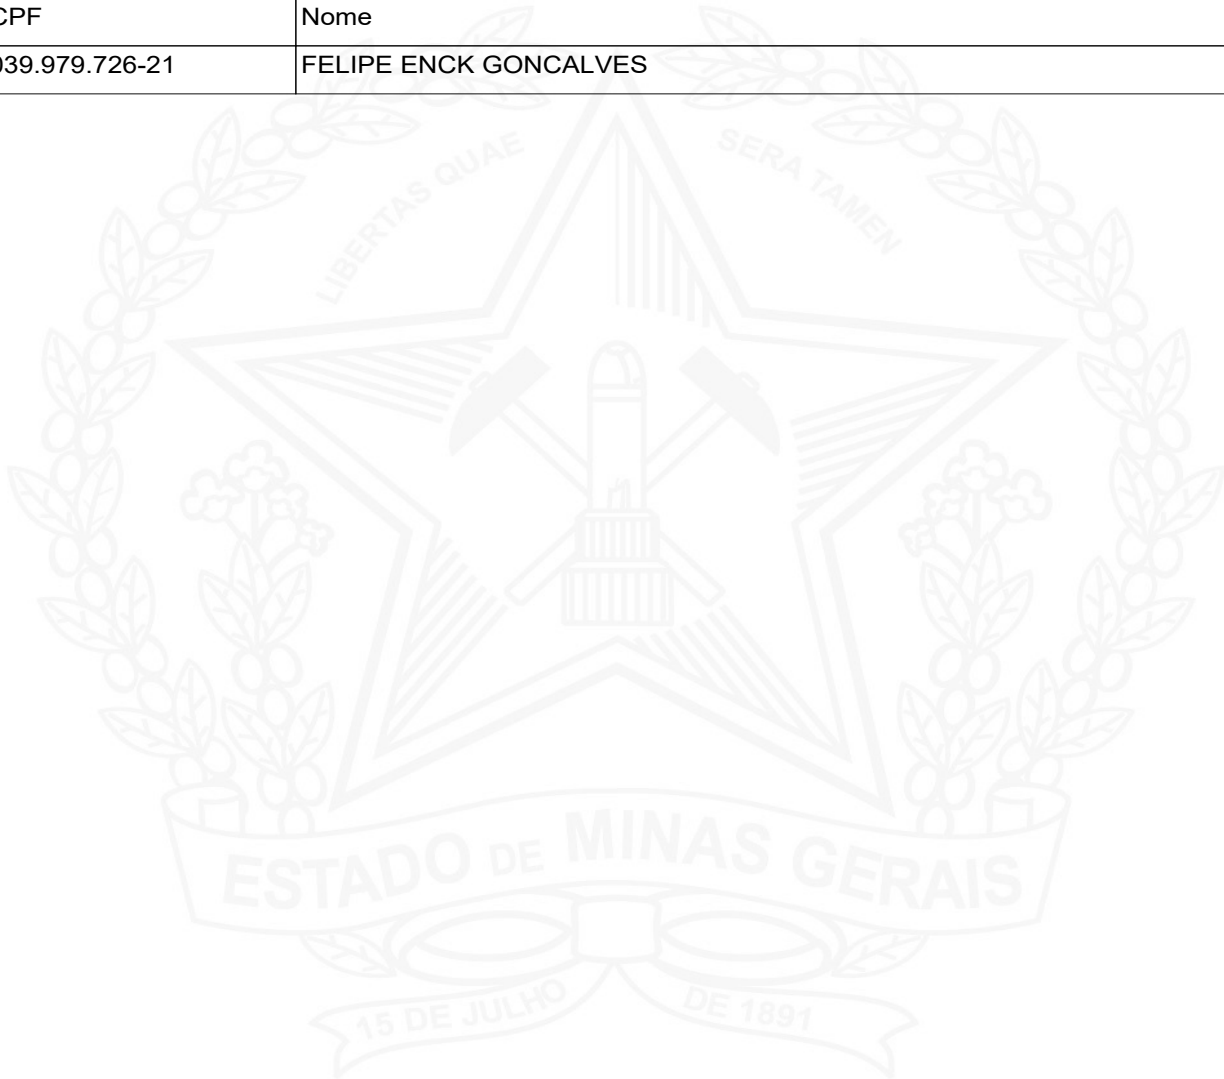 CPF Nome
039.979.726-21 FELIPE ENCK GONCALVES
LIBERTAS QUAE SERA TAMEN
ESTADO DE MINAS GERAIS
15 DE JULHO DE 1891